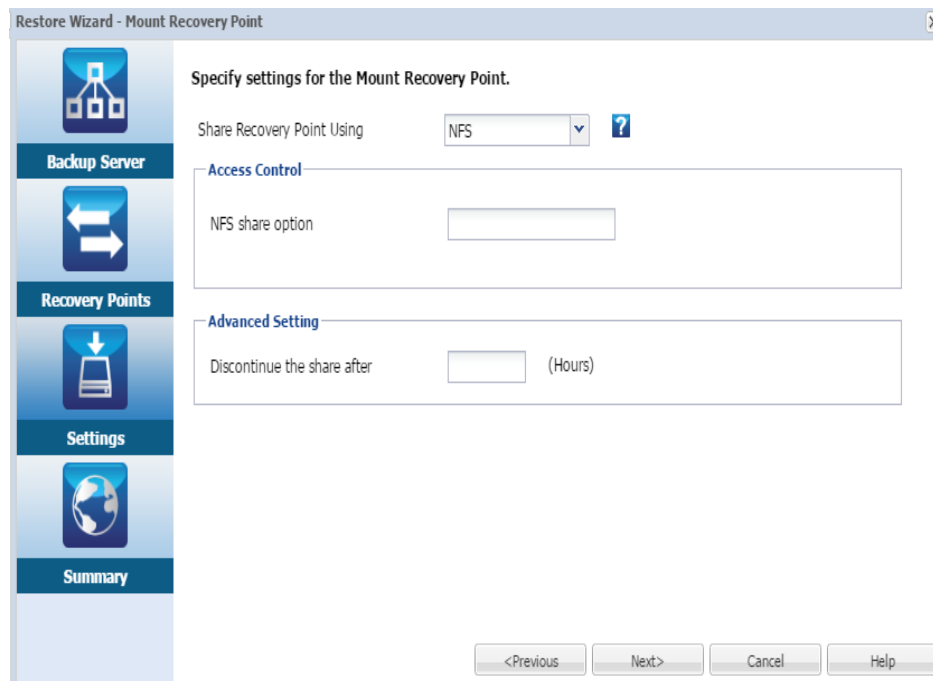 Restore Wizard - Mount Recovery Point
Backup Server
Recovery Points
Settings
Summary
Specify settings for the Mount Recovery Point.
Share Recovery Point Using NFS ?
Access Control
NFS share option
Advanced Setting
Discontinue the share after (Hours)
<Previous Next> Cancel Help